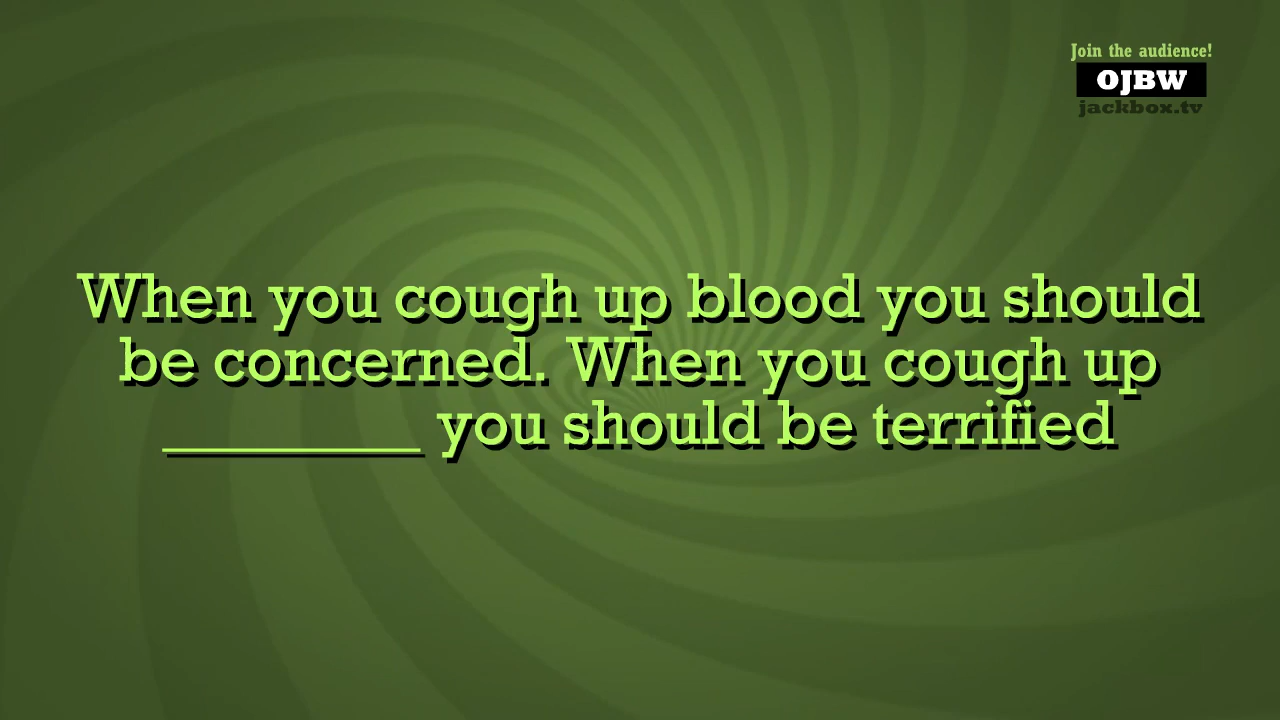 Join the audience!
OJBW
jackbox.tv
When you cough up blood you should
be concerned. When you cough up
________ you should be terrified